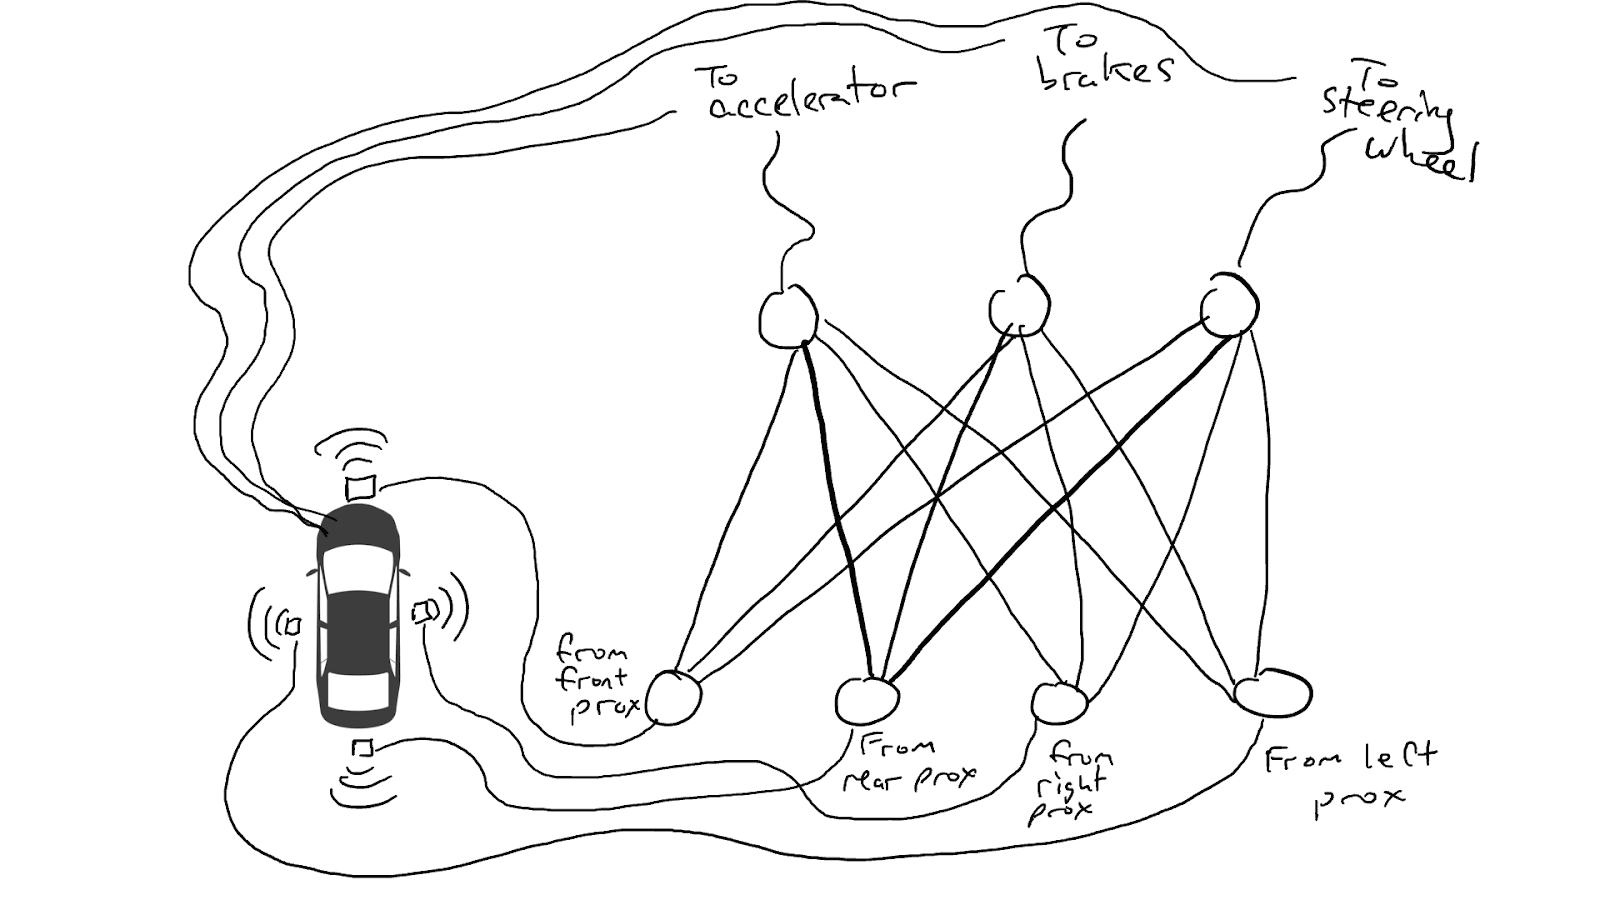 To
accelerator
To
brakes
To
steering
wheel
from
front
prox
From
rear prox
from
right
prox
From left
prox